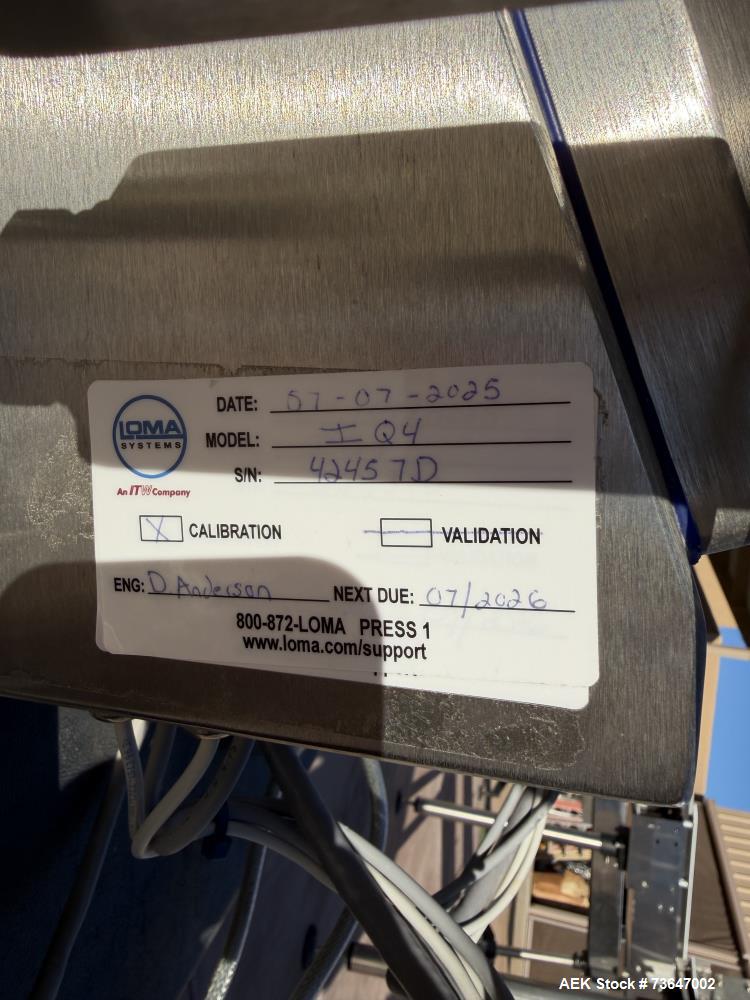 LOMA
SYSTEMS
An ITW Company
DATE: 07-07-2025
MODEL: IQ4
S/N: 42457D
X CALIBRATION
VALIDATION
ENG: D. Anderson NEXT DUE: 07/2026
800-872-LOMA PRESS 1
www.loma.com/support
AEK Stock # 73647002